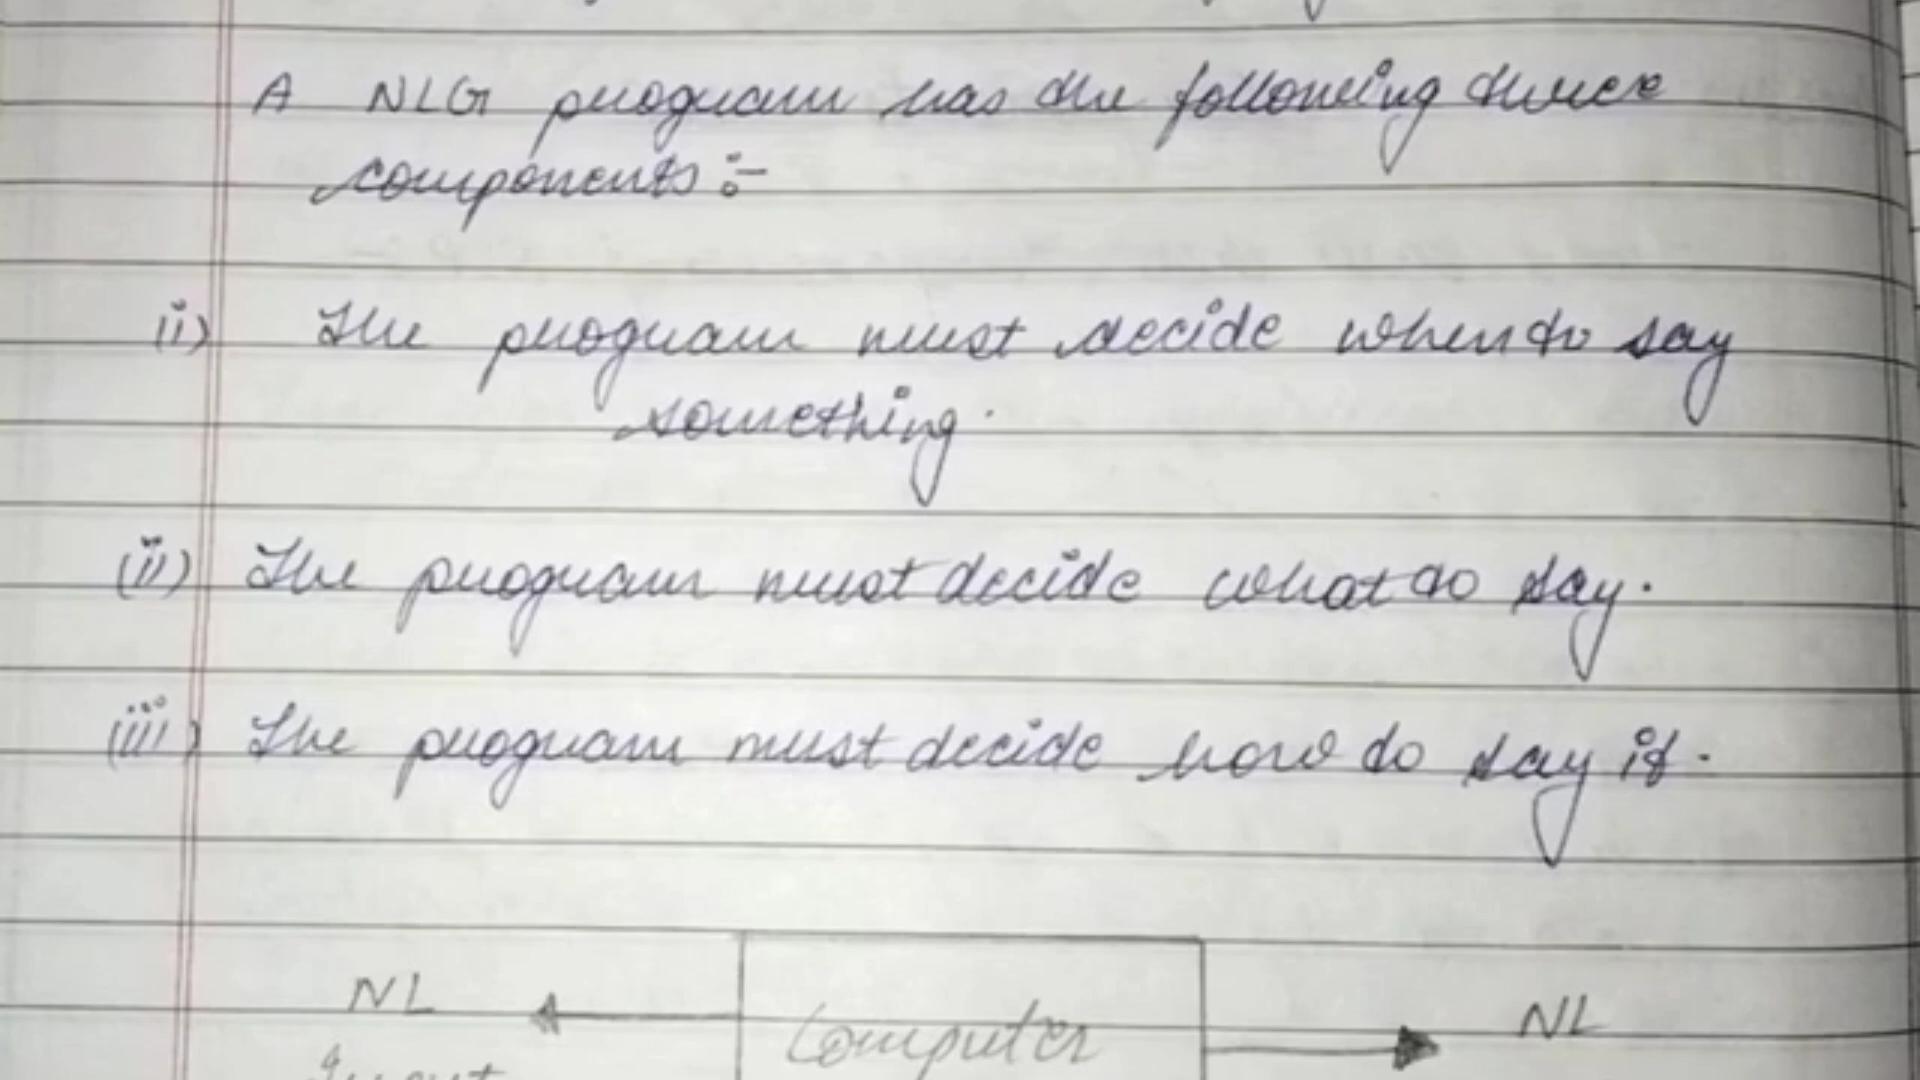 A NLG program has the following three
components :-
(i) The program must decide when to say
something.
(ii) The program must decide what to say.
(iii) The program must decide how to say it.
NL Computer NL
Input